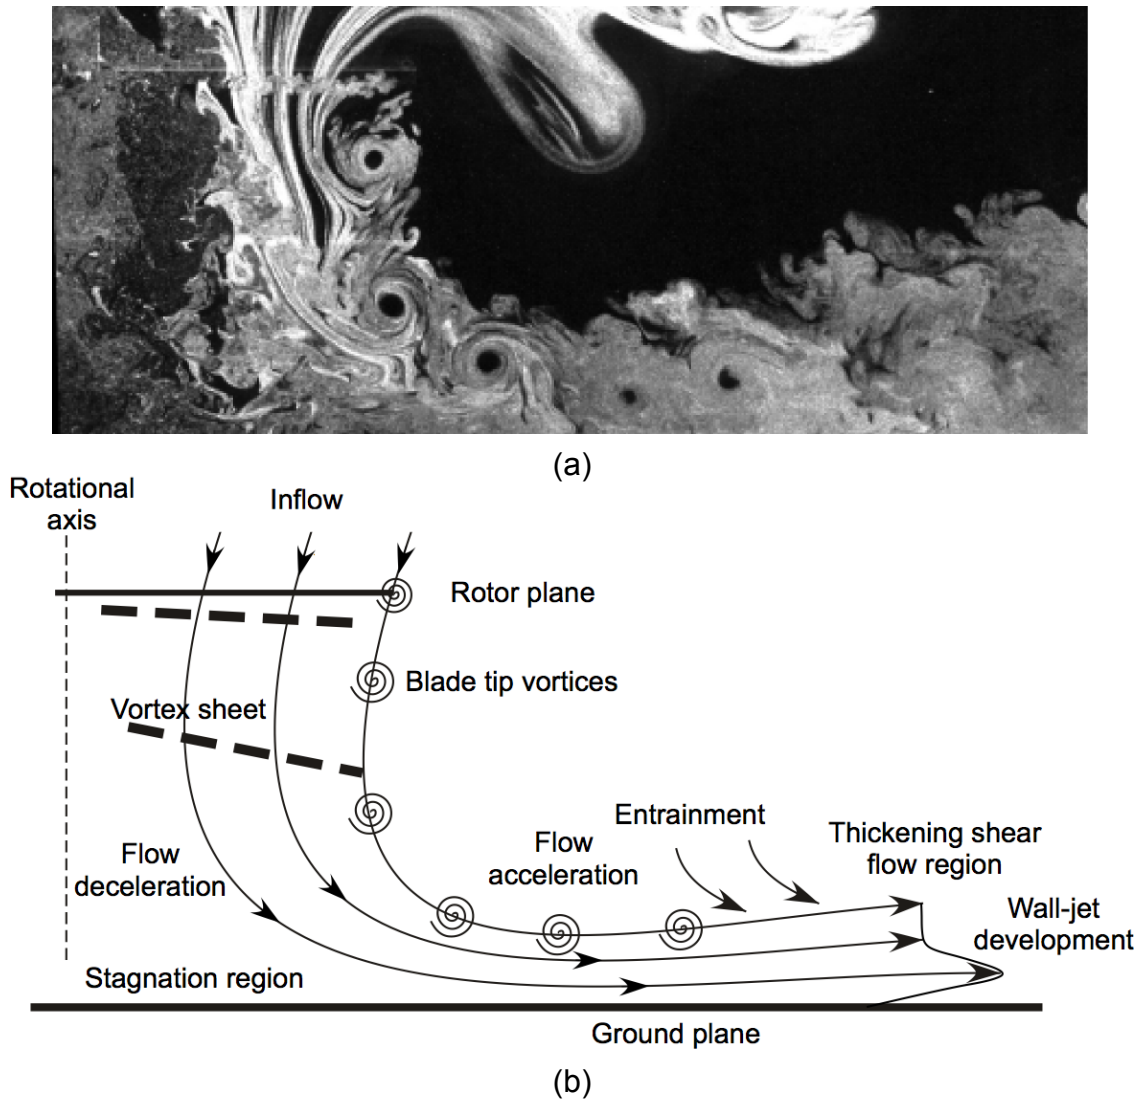 (a)
Rotational
axis
Inflow
Rotor plane
Blade tip vortices
Vortex sheet
Entrainment
Flow
deceleration
Flow
acceleration
Thickening shear
flow region
Wall-jet
development
Stagnation region
Ground plane
(b)